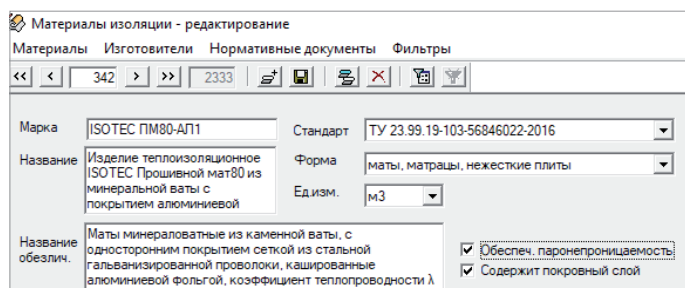 Материалы изоляции - редактирование
Материалы Изготовители Нормативные документы Фильтры
<< < 342 > >> 2333
Марка ISOTEC ПМ80-АП1 Стандарт ТУ 23.99.19-103-56846022-2016
Название Изделие теплоизоляционное
ISOTEC Прошивной мат80 из
минеральной ваты с
покрытием алюминиевой
Форма маты, матрацы, нежесткие плиты
Ед.изм. м3
Название
обезлич.
Маты минераловатные из каменной ваты, с
односторонним покрытием сеткой из стальной
гальванизированной проволоки, кашированные
алюминиевой фольгой, коэффициент теплопроводности λ
Обеспеч. паронепроницаемость
Содержит покровный слой